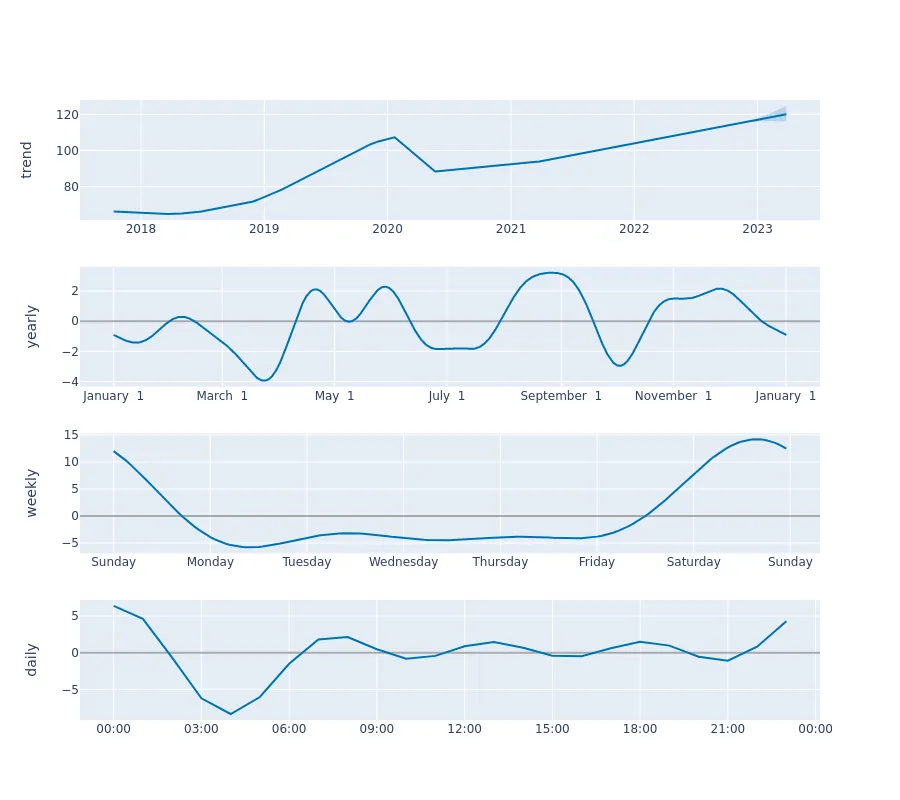 trend
120
100
80
2018 2019 2020 2021 2022 2023
yearly
2
0
−2
−4
January 1 March 1 May 1 July 1 September 1 November 1 January 1
weekly
15
10
5
0
−5
Sunday Monday Tuesday Wednesday Thursday Friday Saturday Sunday
daily
5
0
−5
00:00 03:00 06:00 09:00 12:00 15:00 18:00 21:00 00:00